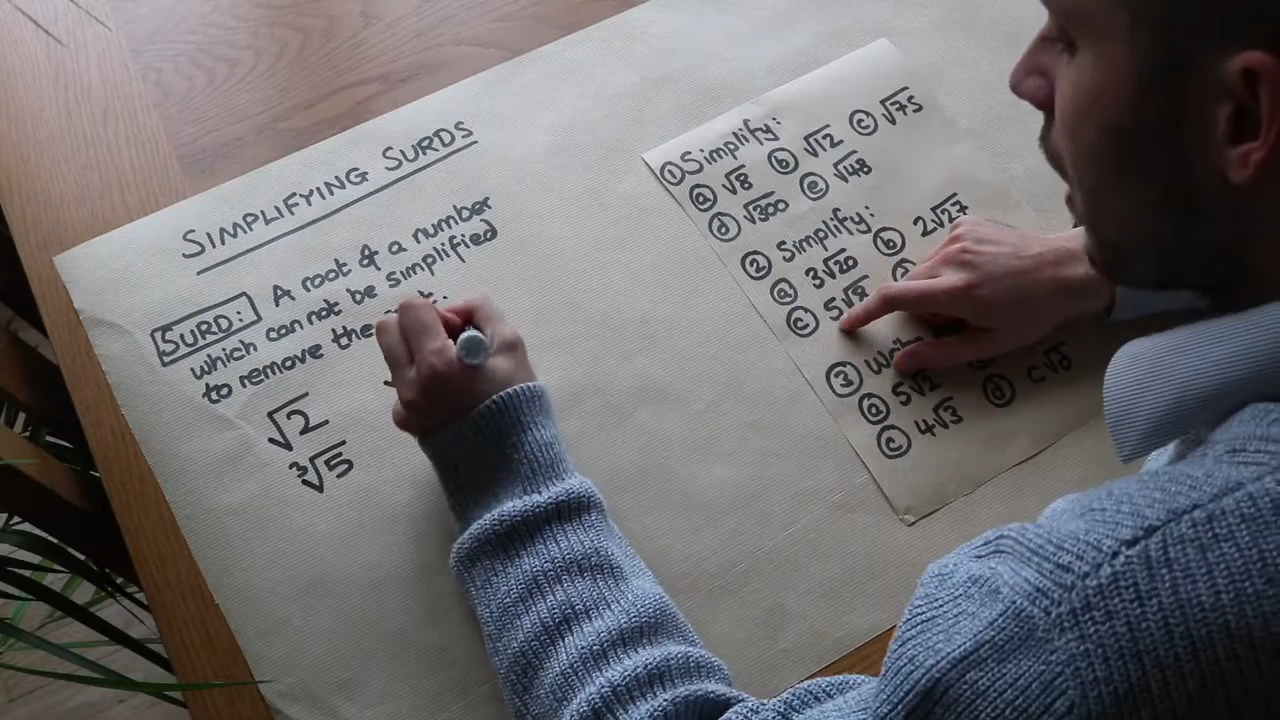 SIMPLIFYING SURDS
SURD: A root of a number
which can not be simplified
to remove the
√2
³√5
① Simplify:
ⓐ √8 ⓑ √12 ⓒ √75
ⓓ √300 ⓔ √48
② Simplify:
ⓐ 3√20 ⓑ 2√27
ⓒ 5√8
③
ⓐ 5√2
ⓒ 4√3 ⓓ